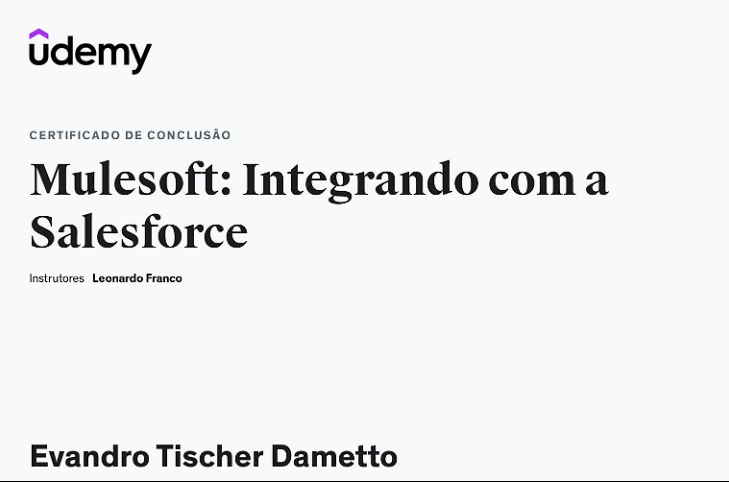 udemy
CERTIFICADO DE CONCLUSÃO
Mulesoft: Integrando com a
Salesforce
Instrutores Leonardo Franco
Evandro Tischer Dametto